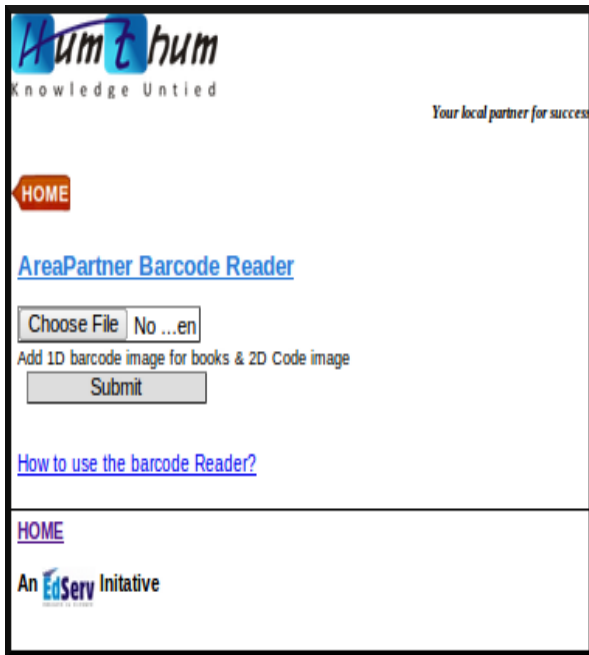 Humthum
Knowledge Untied
Your local partner for success
HOME
AreaPartner Barcode Reader
Choose File No ...en
Add 1D barcode image for books & 2D Code image
Submit
How to use the barcode Reader?
HOME
An EdServ Initative